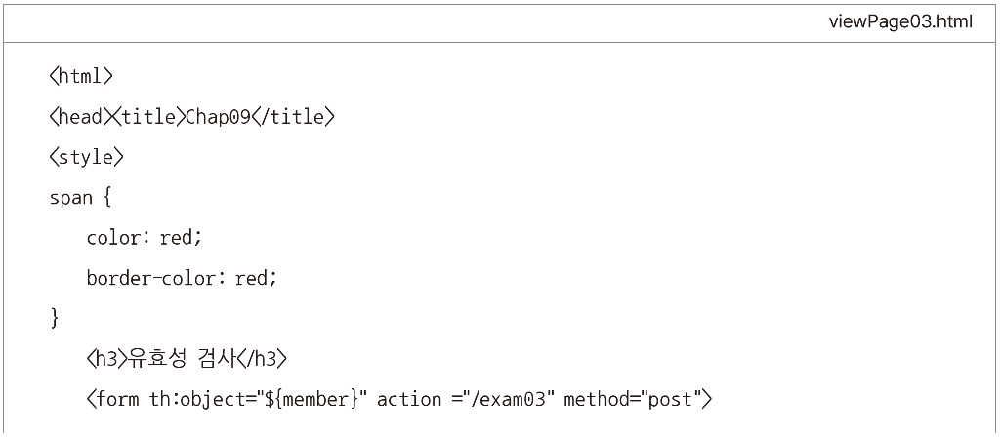 viewPage03.html
<html>
<head><title>Chap09</title>
<style>
span {
color: red;
border-color: red;
}
<h3>유효성 검사</h3>
<form th:object="${member}" action ="/exam03" method="post">